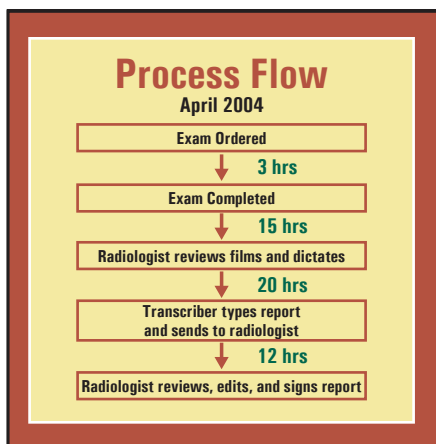 Process Flow
April 2004
Exam Ordered
3 hrs
Exam Completed
15 hrs
Radiologist reviews films and dictates
20 hrs
Transcriber types report
and sends to radiologist
12 hrs
Radiologist reviews, edits, and signs report